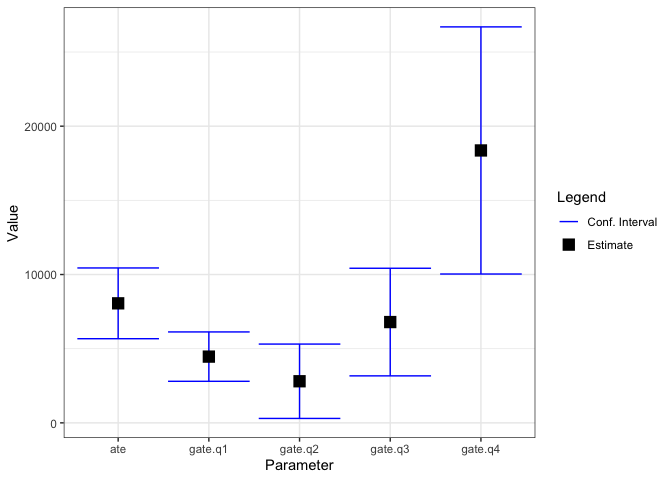 20000
10000
0
Value
ate
gate.q1
gate.q2
gate.q3
gate.q4
Parameter
Legend
Conf. Interval
Estimate